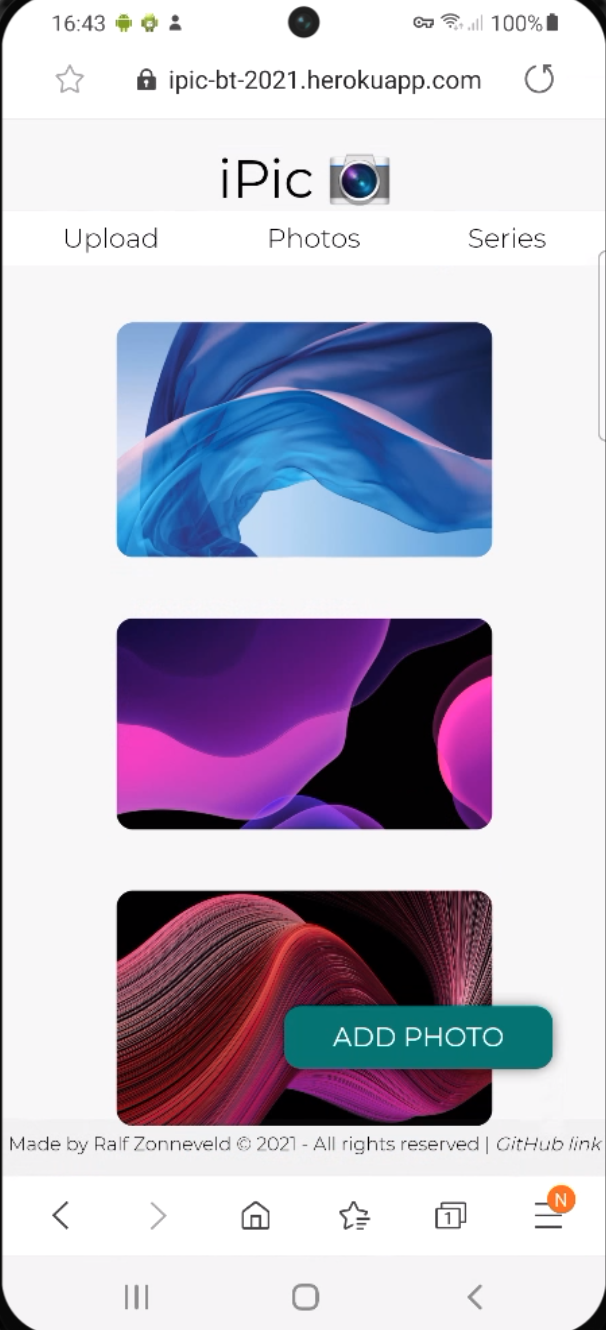 16:43 100%
ipic-bt-2021.herokuapp.com
iPic
Upload Photos Series
ADD PHOTO
Made by Ralf Zonneveld © 2021 - All rights reserved | GitHub link
1 N